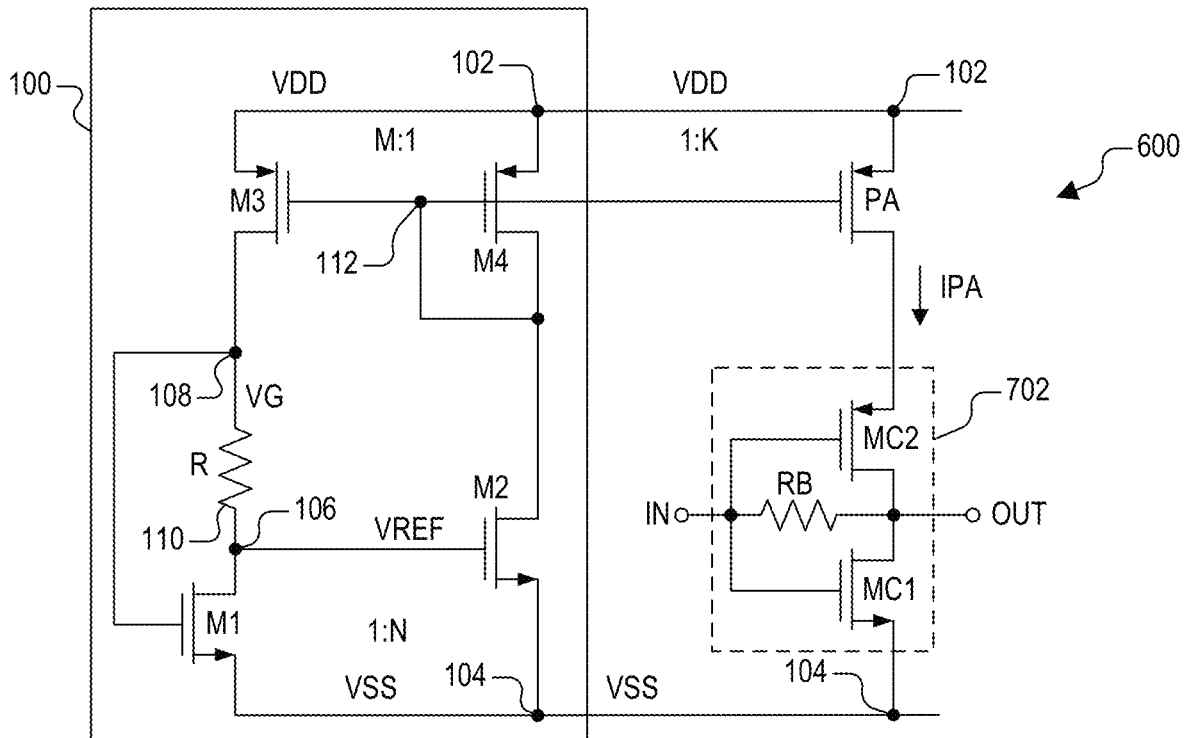 100
VDD
102
VDD
102
M:1
1:K
600
M3
PA
112
M4
IPA
108
VG
702
MC2
R
M2
RB
106
110
VREF
IN
OUT
M1
MC1
1:N
VSS
104
VSS
104